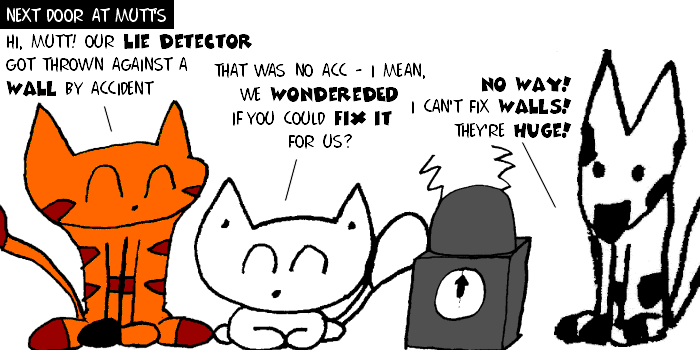 NEXT DOOR AT MUTT'S
HI, MUTT! OUR LIE DETECTOR
GOT THROWN AGAINST A
WALL BY ACCIDENT
THAT WAS NO ACC - I MEAN,
WE WONDEREDED
IF YOU COULD FIX IT
FOR US?
NO WAY!
I CAN'T FIX WALLS!
THEY'RE HUGE!